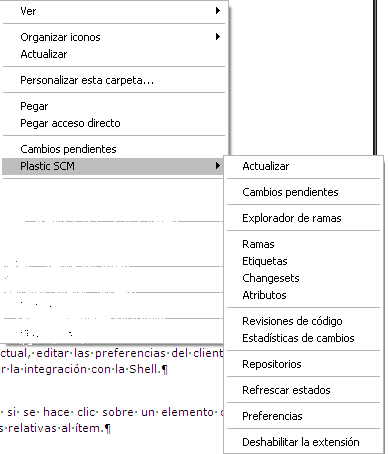 Ver
Organizar iconos
Actualizar
Personalizar esta carpeta...
Pegar
Pegar acceso directo
Cambios pendientes
Plastic SCM
Actualizar
Cambios pendientes
Explorador de ramas
Ramas
Etiquetas
Changesets
Atributos
Revisiones de código
Estadísticas de cambios
Repositorios
Refrescar estados
Preferencias
Deshabilitar la extensión
ctual,·editar·las·preferencias·del·client
r·la·integración·con·la·Shell.¶
si·se·hace·clic·sobre·un·elemento·
s·relativas·al·ítem.¶